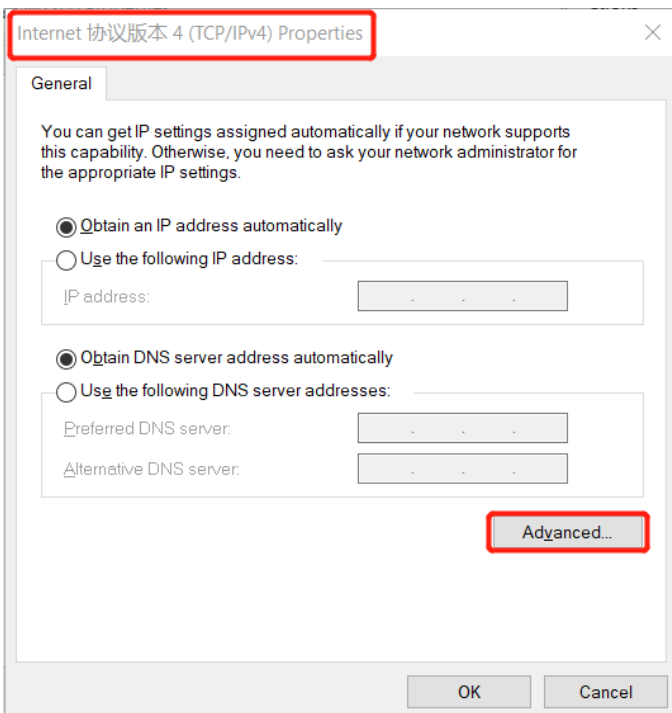 Internet 协议版本 4 (TCP/IPv4) Properties
General
You can get IP settings assigned automatically if your network supports
this capability. Otherwise, you need to ask your network administrator for
the appropriate IP settings.
Obtain an IP address automatically
Use the following IP address:
IP address:
Obtain DNS server address automatically
Use the following DNS server addresses:
Preferred DNS server:
Alternative DNS server:
Advanced...
OK
Cancel